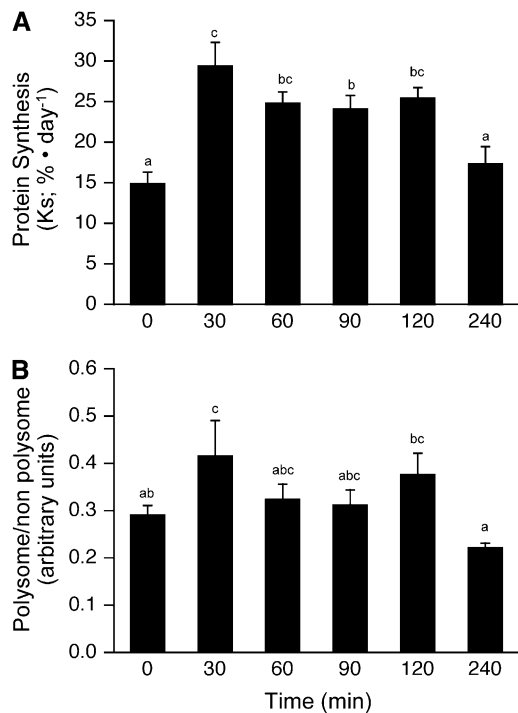 A
Protein Synthesis
(Ks; % • day-1)
35
30
25
20
15
10
5
0
a
c
bc
b
bc
a
0 30 60 90 120 240
B
Polysome/non polysome
(arbitrary units)
0.6
0.5
0.4
0.3
0.2
0.1
0.0
ab
c
abc
abc
bc
a
0 30 60 90 120 240
Time (min)